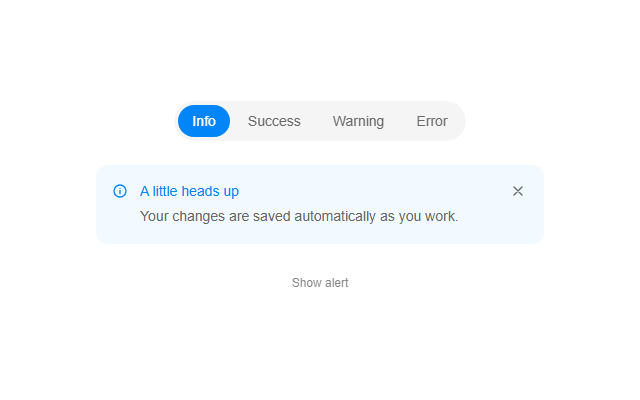 Info
Success
Warning
Error
A little heads up
Your changes are saved automatically as you work.
Show alert